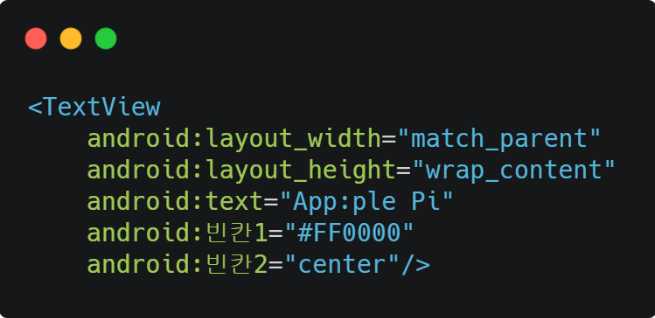 <TextView
android:layout_width="match_parent"
android:layout_height="wrap_content"
android:text="App:ple Pi"
android:빈칸1="#FF0000"
android:빈칸2="center"/>